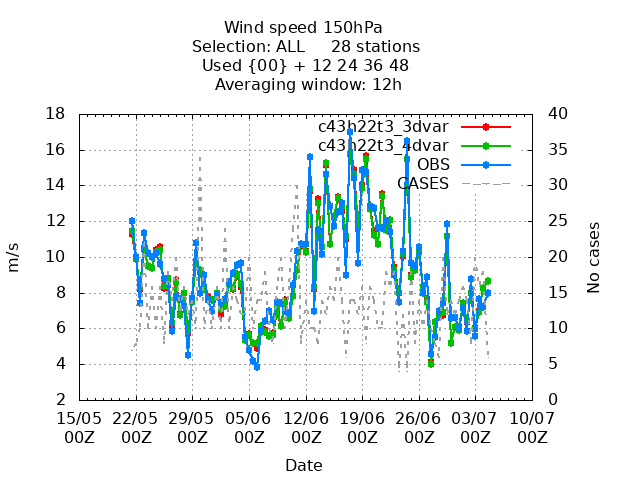 Wind speed 150hPa
Selection: ALL 28 stations
Used {00} + 12 24 36 48
Averaging window: 12h
18 40
16 35
14 30
12 25
10 20
8 15
6 10
4 5
2 0
c43h22t3_3dvar
c43h22t3_4dvar
OBS
CASES
m/s
No cases
15/05 22/05 29/05 05/06 12/06 19/06 26/06 03/07 10/07
00Z 00Z 00Z 00Z 00Z 00Z 00Z 00Z 00Z
Date